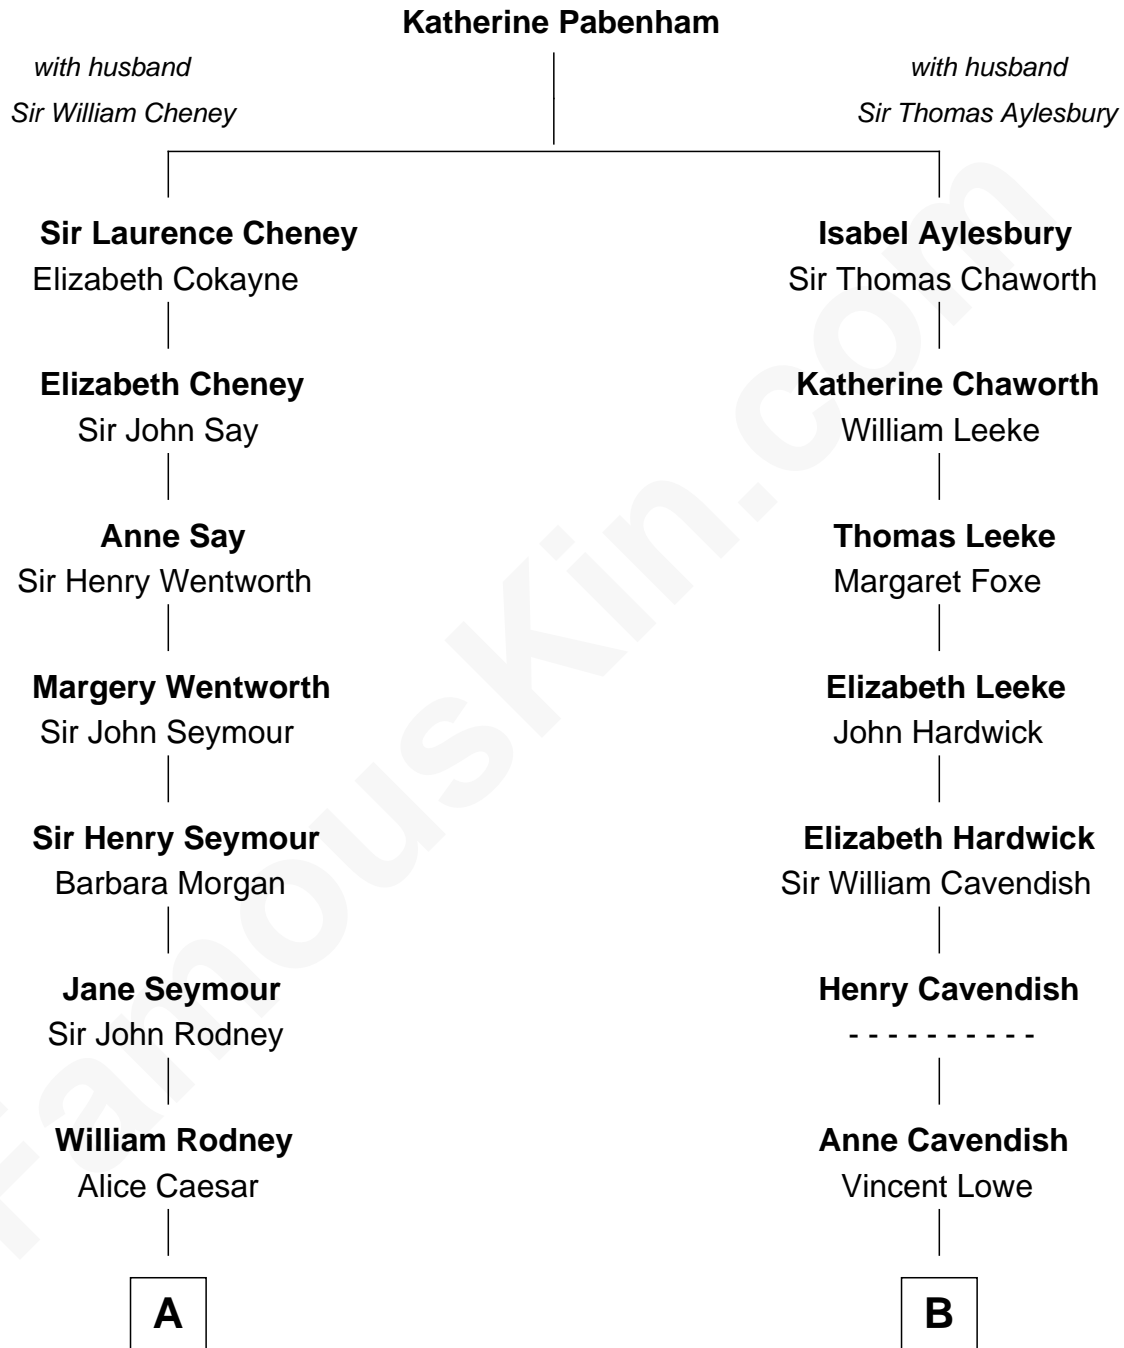 Katherine Pabenham
with husband
Sir William Cheney
with husband
Sir Thomas Aylesbury
Sir Laurence Cheney
Elizabeth Cokayne
Isabel Aylesbury
Sir Thomas Chaworth
Elizabeth Cheney
Sir John Say
Katherine Chaworth
William Leeke
Anne Say
Sir Henry Wentworth
Thomas Leeke
Margaret Foxe
Margery Wentworth
Sir John Seymour
Elizabeth Leeke
John Hardwick
Sir Henry Seymour
Barbara Morgan
Elizabeth Hardwick
Sir William Cavendish
Jane Seymour
Sir John Rodney
Henry Cavendish
- - - - - - - - - -
William Rodney
Alice Caesar
Anne Cavendish
Vincent Lowe
A
B
FamousKin.com